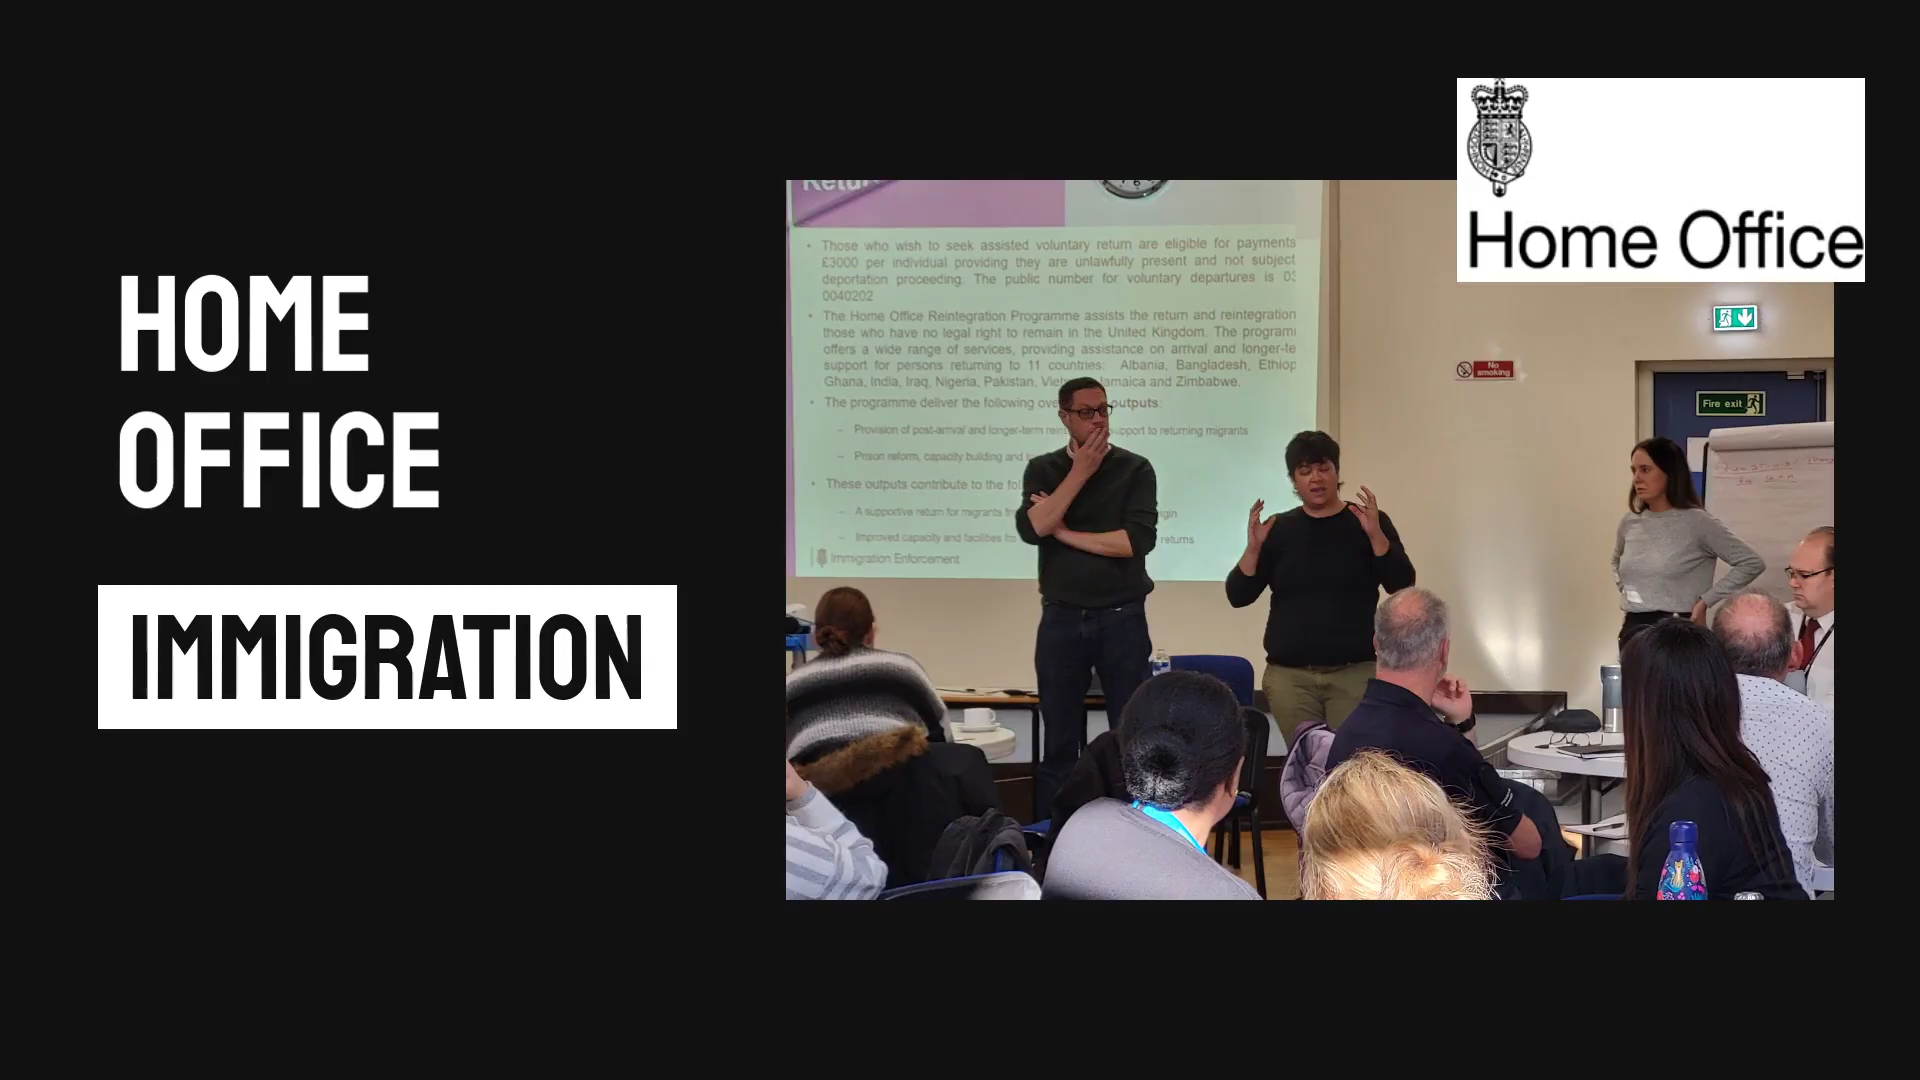 HOME
OFFICE
IMMIGRATION
Home Office
Return
Those who wish to seek assisted voluntary return are eligible for payments
£3000 per individual providing they are unlawfully present and not subject
deportation proceeding. The public number for voluntary departures is 03
0040202
The Home Office Reintegration Programme assists the return and reintegration
those who have no legal right to remain in the United Kingdom. The program
offers a wide range of services, providing assistance on arrival and longer-te
support for persons returning to 11 countries: Albania, Bangladesh, Ethiop
Ghana, India, Iraq, Nigeria, Pakistan, Jamaica and Zimbabwe.
The programme deliver the following outputs:
– Provision of post-arrival and longer-term support to returning migrants
– Prison reform, capacity building and
These outputs contribute to the
– A supportive return for migrants
– Improved capacity and facilities returns
Immigration Enforcement
No
smoking
Fire exit